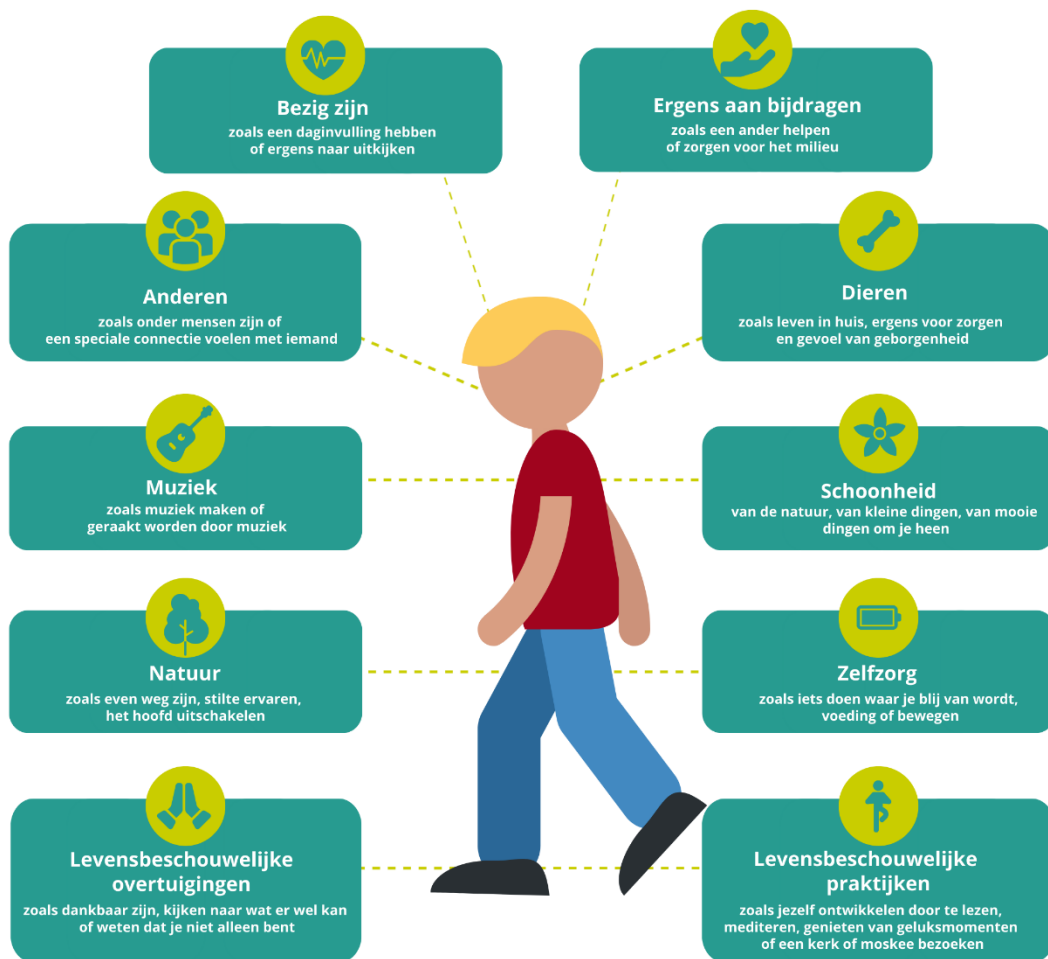 Bezig zijn
zoals een daginvulling hebben
of ergens naar uitkijken
Ergens aan bijdragen
zoals een ander helpen
of zorgen voor het milieu
Anderen
zoals onder mensen zijn of
een speciale connectie voelen met iemand
Dieren
zoals leven in huis, ergens voor zorgen
en gevoel van geborgenheid
Muziek
zoals muziek maken of
geraakt worden door muziek
Schoonheid
van de natuur, van kleine dingen, van mooie
dingen om je heen
Natuur
zoals even weg zijn, stilte ervaren,
het hoofd uitschakelen
Zelfzorg
zoals iets doen waar je blij van wordt,
voeding of bewegen
Levensbeschouwelijke
overtuigingen
zoals dankbaar zijn, kijken naar wat er wel kan
of weten dat je niet alleen bent
Levensbeschouwelijke
praktijken
zoals jezelf ontwikkelen door te lezen,
mediteren, genieten van geluksmomenten
of een kerk of moskee bezoeken